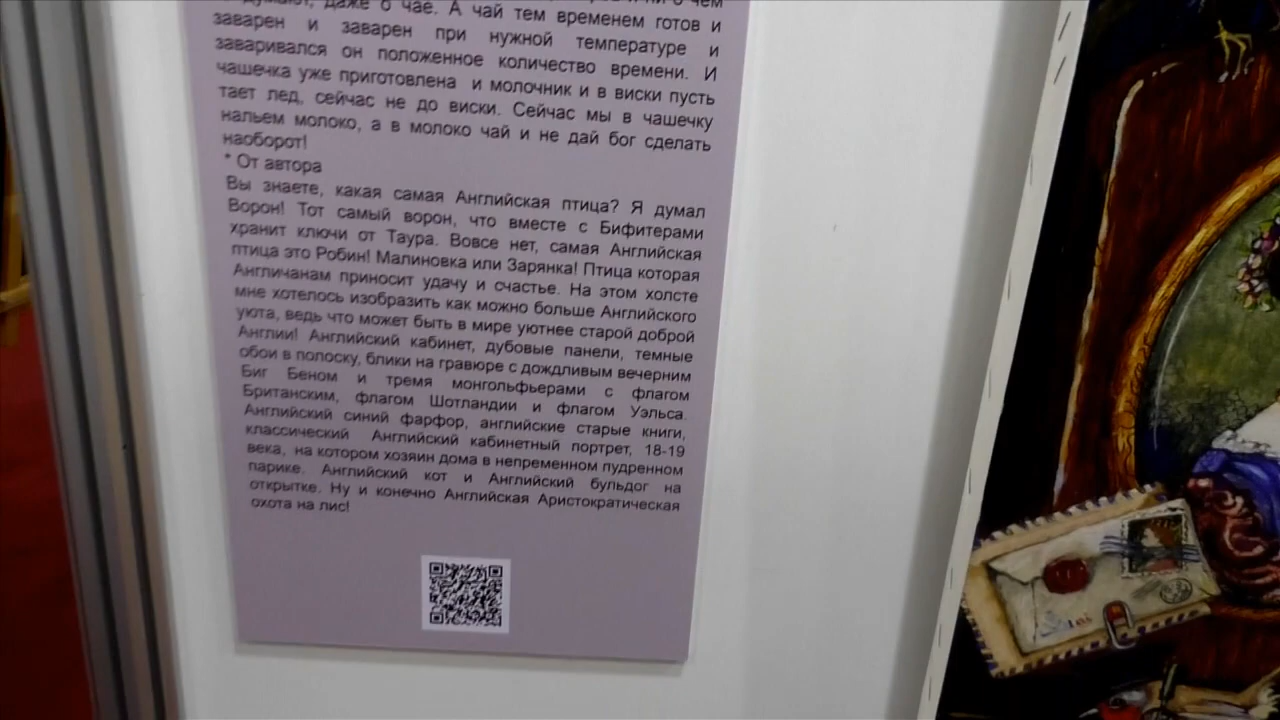 даже о чае. А чай тем временем готов и
заварен и заварен при нужной температуре и
заваривался он положенное количество времени. И
чашечка уже приготовлена и молочник и в виски пусть
тает лед, сейчас не до виски. Сейчас мы в чашечку
нальем молоко, а в молоко чай и не дай бог сделать
наоборот!
* От автора
Вы знаете, какая самая Английская птица? Я думал
Ворон! Тот самый ворон, что вместе с Бифитерами
хранит ключи от Таура. Вовсе нет, самая Английская
птица это Робин! Малиновка или Зарянка! Птица которая
Англичанам приносит удачу и счастье. На этом холсте
мне хотелось изобразить как можно больше Английского
уюта, ведь что может быть в мире уютнее старой доброй
Англии! Английский кабинет, дубовые панели, темные
обои в полоску, блики на гравюре с дождливым вечерним
Биг Беном и тремя монгольфьерами с флагом
Британским, флагом Шотландии и флагом Уэльса.
Английский синий фарфор, английские старые книги,
классический Английский кабинетный портрет, 18-19
века, на котором хозяин дома в непременном пудренном
парике. Английский кот и Английский бульдог на
открытке. Ну и конечно Английская Аристократическая
охота на лис!